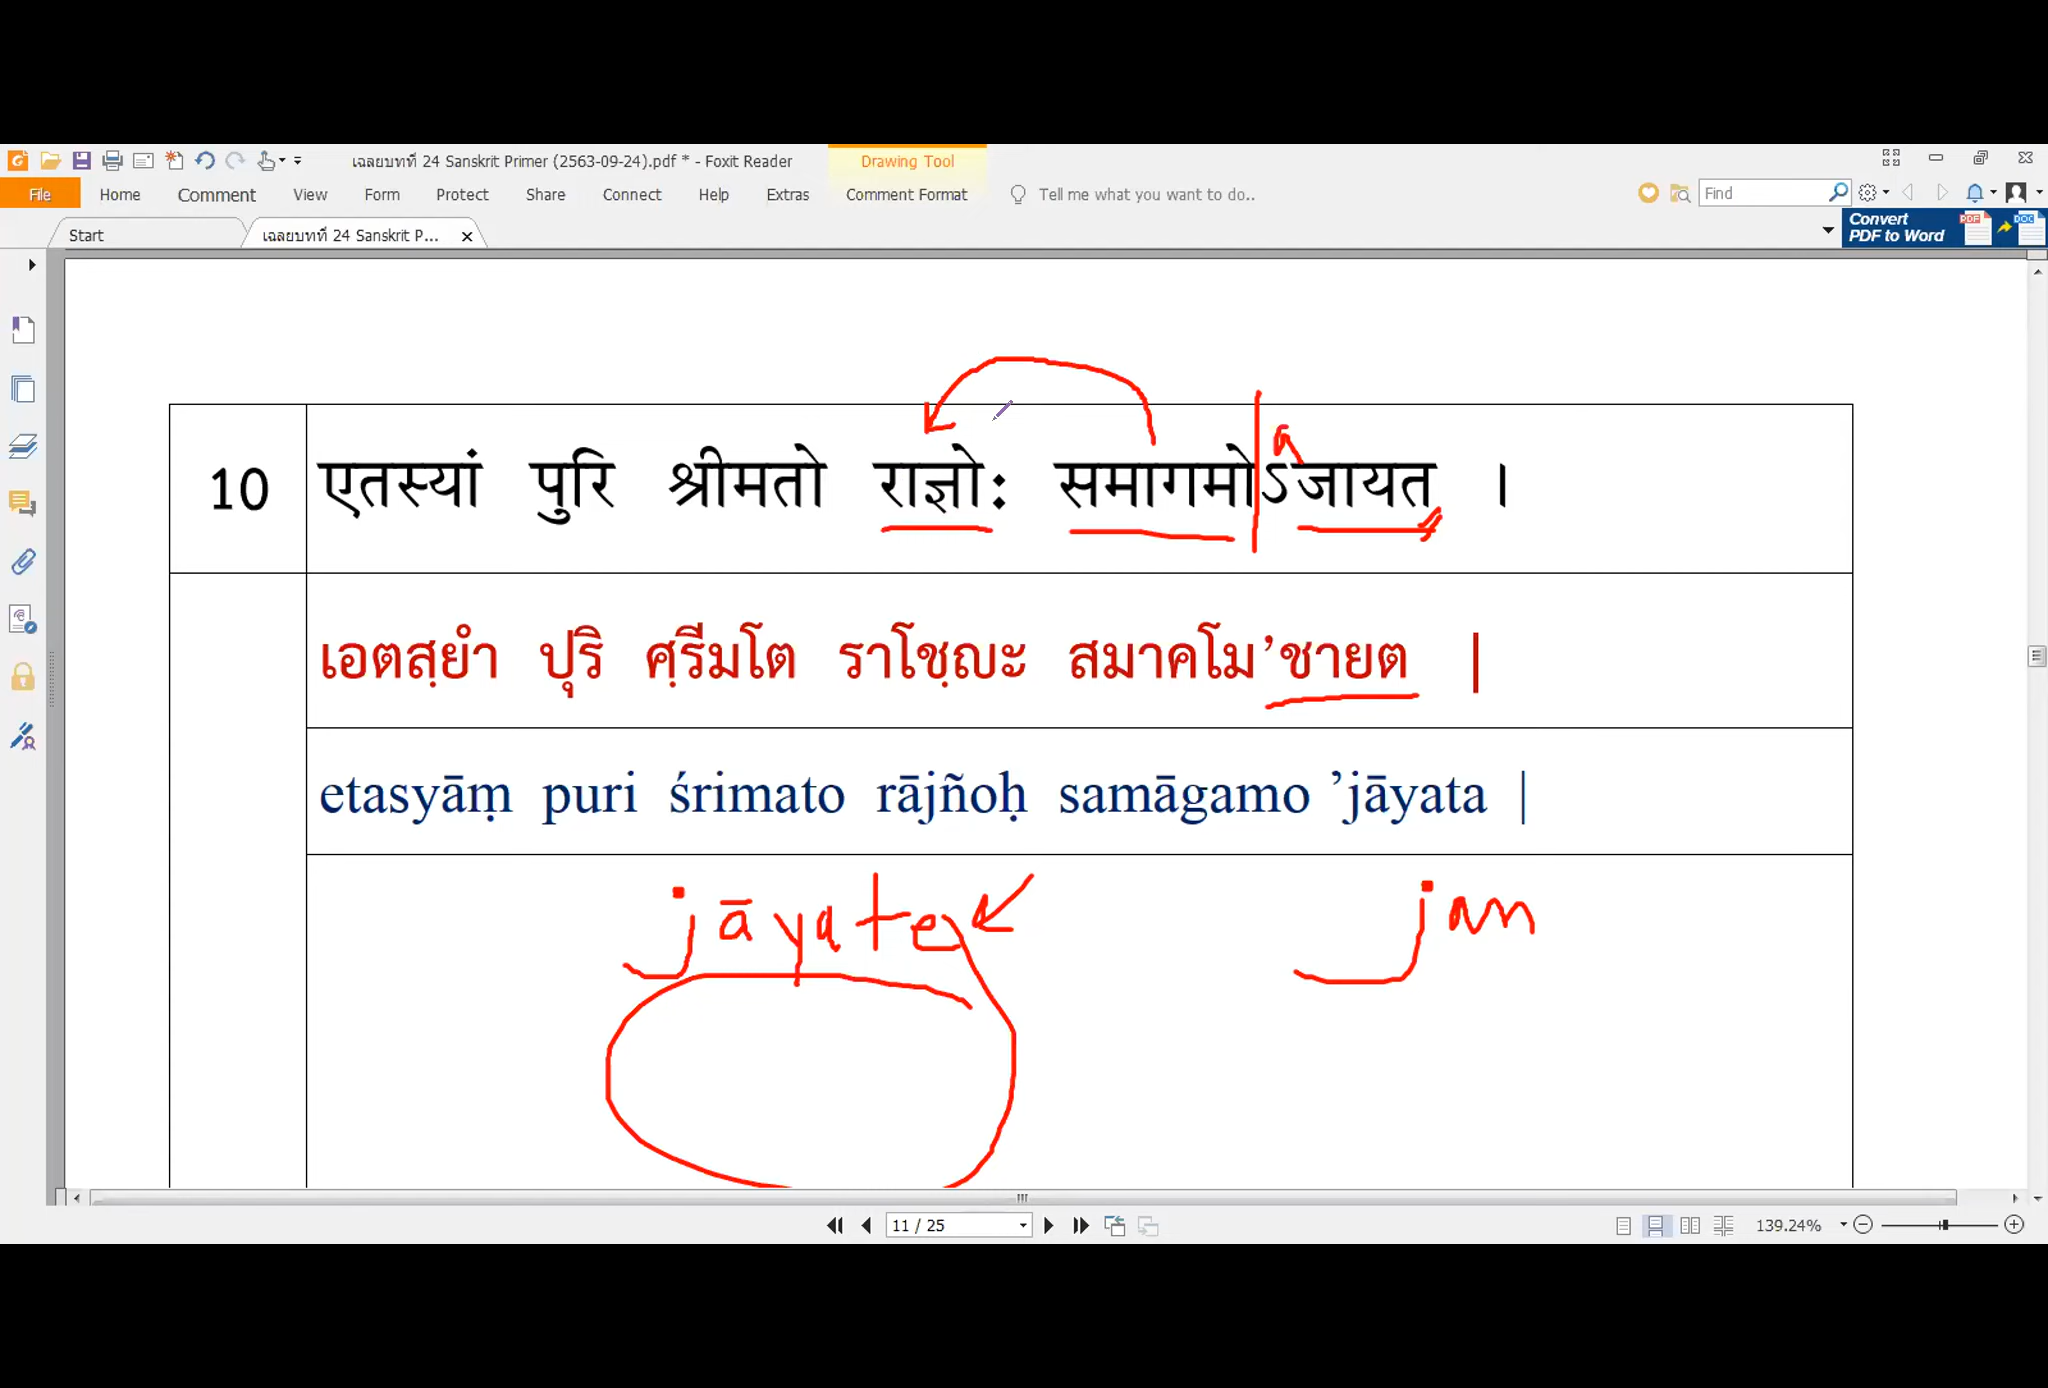 เฉลยบทที่ 24 Sanskrit Primer (2563-09-24).pdf * - Foxit Reader
Drawing Tool
File Home Comment View Form Protect Share Connect Help Extras Comment Format Tell me what you want to do.. Find
Start
เฉลยบทที่ 24 Sanskrit P...
Convert
PDF to Word
PDF DOC
10 एतस्यां पुरि श्रीमतो राज्ञोः समागमोऽजायत ।
a
เอตสฺยำ ปุริ ศฺรีมโต ราโชฺญะ สมาคโม’ชายต |
etasyāṃ puri śrimato rājñoḥ samāgamo ’jāyata |
jāyate jan
11 / 25
139.24%